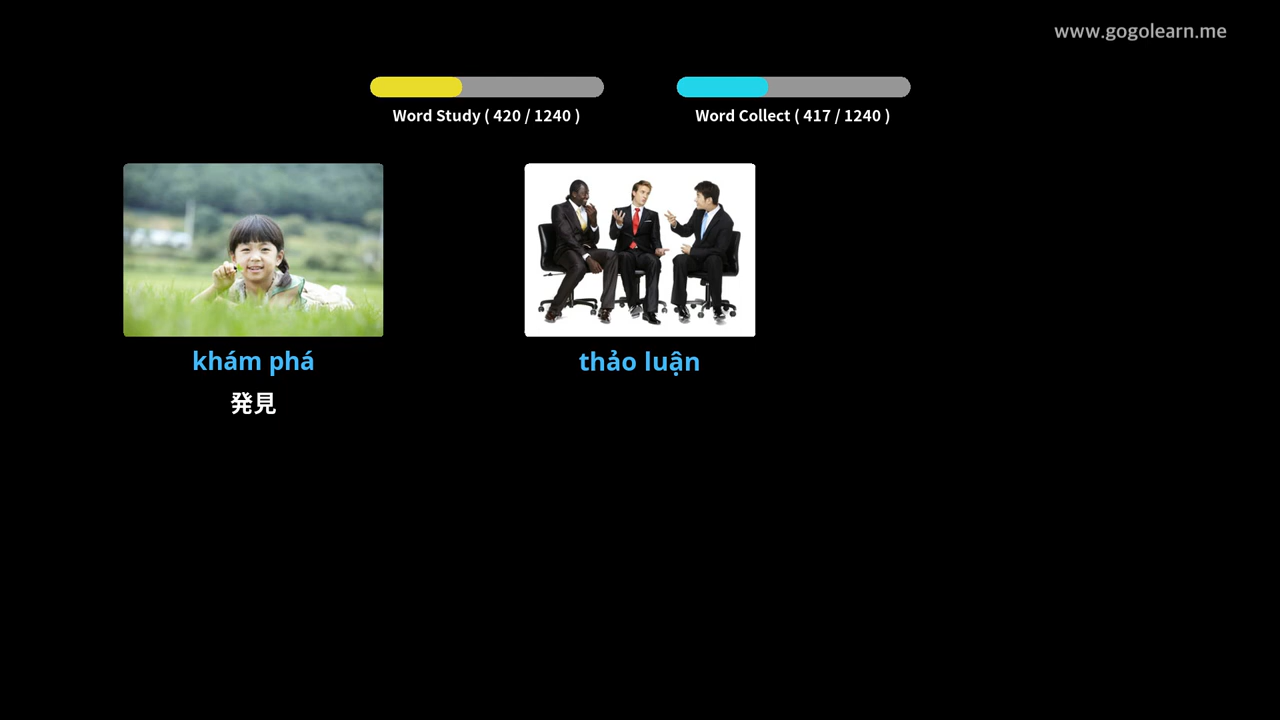 www.gogolearn.me
Word Study ( 420 / 1240 )
Word Collect ( 417 / 1240 )
khám phá
発見
thảo luận